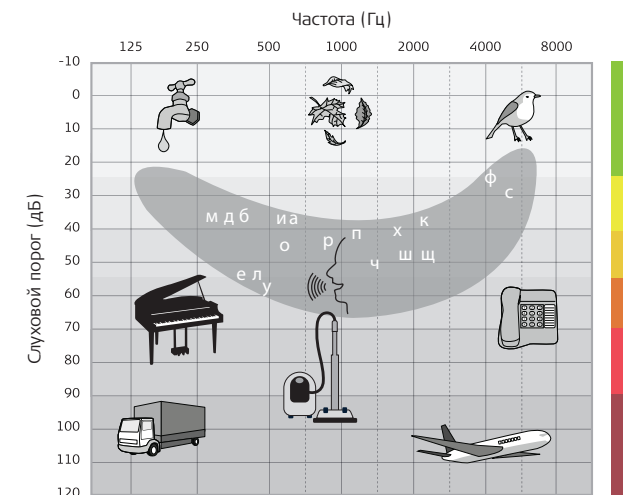 Частота (Гц)
125 250 500 1000 2000 4000 8000
Слуховой порог (дБ)
-10
0
10
20
30
40
50
60
70
80
90
100
110
120
ф
с
м д б
и а
к
х
п
р
о
ш щ
ч
е л
у